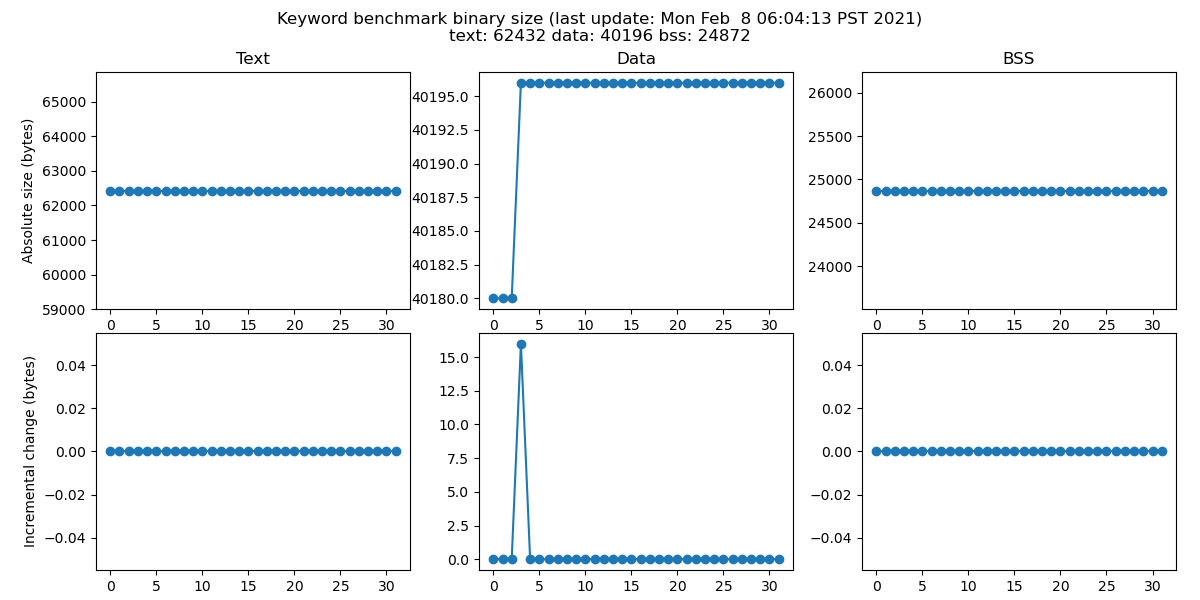 Keyword benchmark binary size (last update: Mon Feb  8 06:04:13 PST 2021)
text: 62432 data: 40196 bss: 24872
Text
Data
BSS
Absolute size (bytes)
65000
64000
63000
62000
61000
60000
59000
0 5 10 15 20 25 30
40195.0
40192.5
40190.0
40187.5
40185.0
40182.5
40180.0
0 5 10 15 20 25 30
26000
25500
25000
24500
24000
0 5 10 15 20 25 30
Incremental change (bytes)
0.04
0.02
0.00
−0.02
−0.04
0 5 10 15 20 25 30
15.0
12.5
10.0
7.5
5.0
2.5
0.0
0 5 10 15 20 25 30
0.04
0.02
0.00
−0.02
−0.04
0 5 10 15 20 25 30